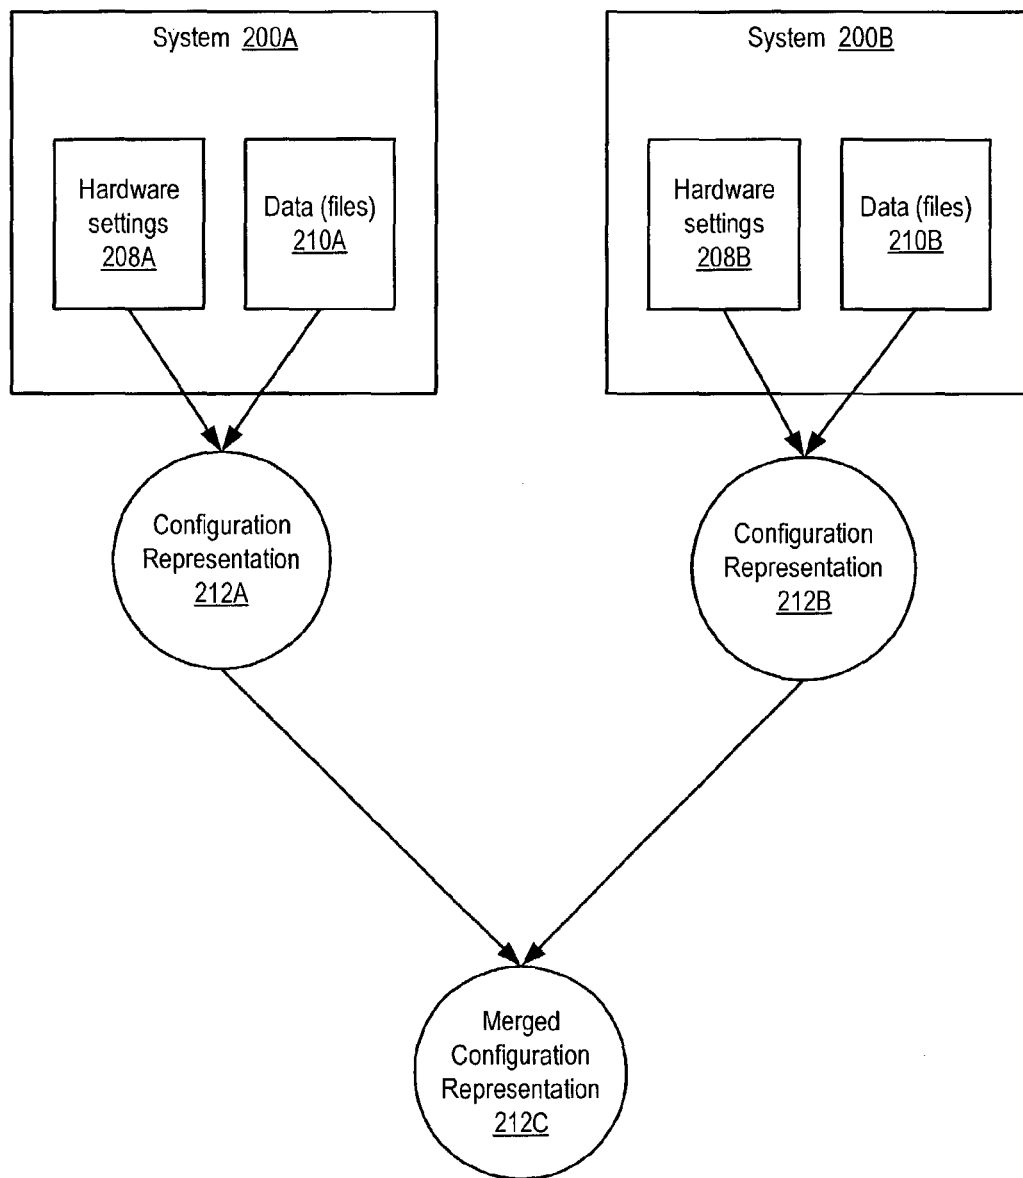 System 200A
System 200B
Hardware
settings
208A
Data (files)
210A
Hardware
settings
208B
Data (files)
210B
Configuration
Representation
212A
Configuration
Representation
212B
Merged
Configuration
Representation
212C